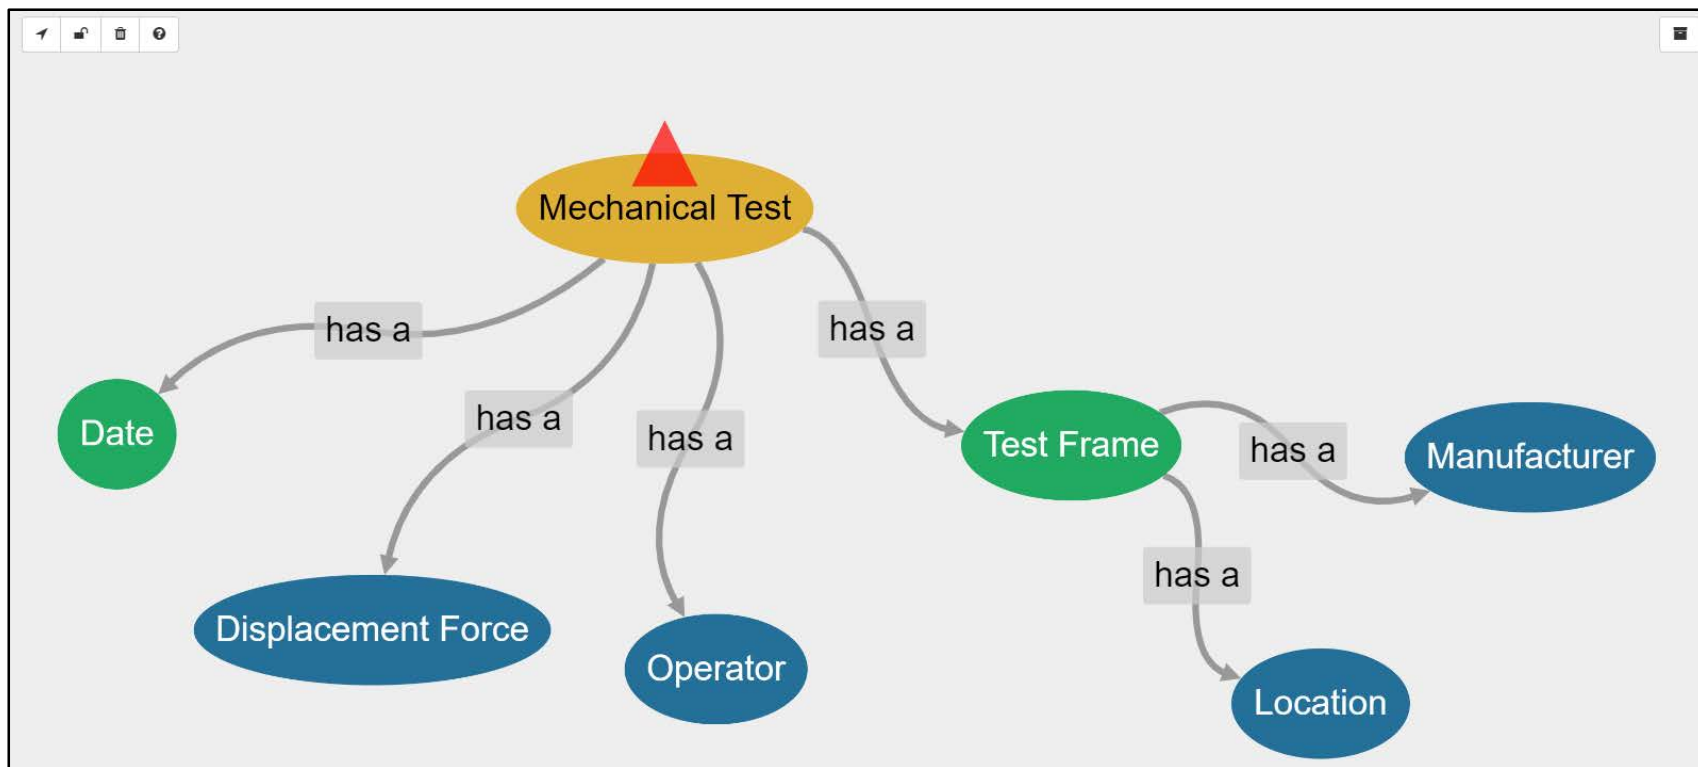 Mechanical Test
has a
has a
has a
has a
Date
Test Frame
has a
Manufacturer
has a
Displacement Force
Operator
Location